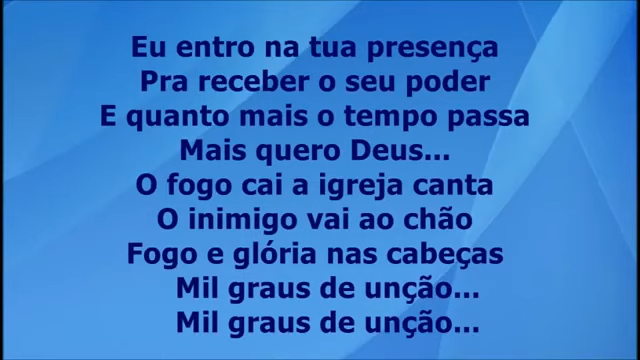 Eu entro na tua presença
Pra receber o seu poder
E quanto mais o tempo passa
Mais quero Deus...
O fogo cai a igreja canta
O inimigo vai ao chão
Fogo e glória nas cabeças
Mil graus de unção...
Mil graus de unção...